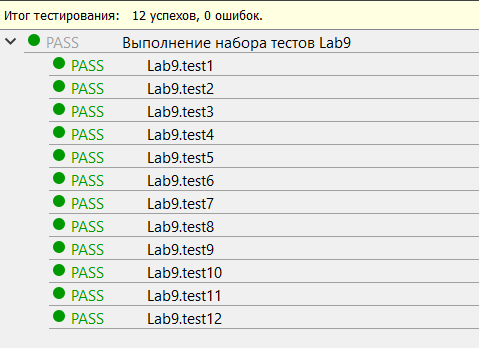 Итог тестирования: 12 успехов, 0 ошибок.
PASS Выполнение набора тестов Lab9
PASS Lab9.test1
PASS Lab9.test2
PASS Lab9.test3
PASS Lab9.test4
PASS Lab9.test5
PASS Lab9.test6
PASS Lab9.test7
PASS Lab9.test8
PASS Lab9.test9
PASS Lab9.test10
PASS Lab9.test11
PASS Lab9.test12